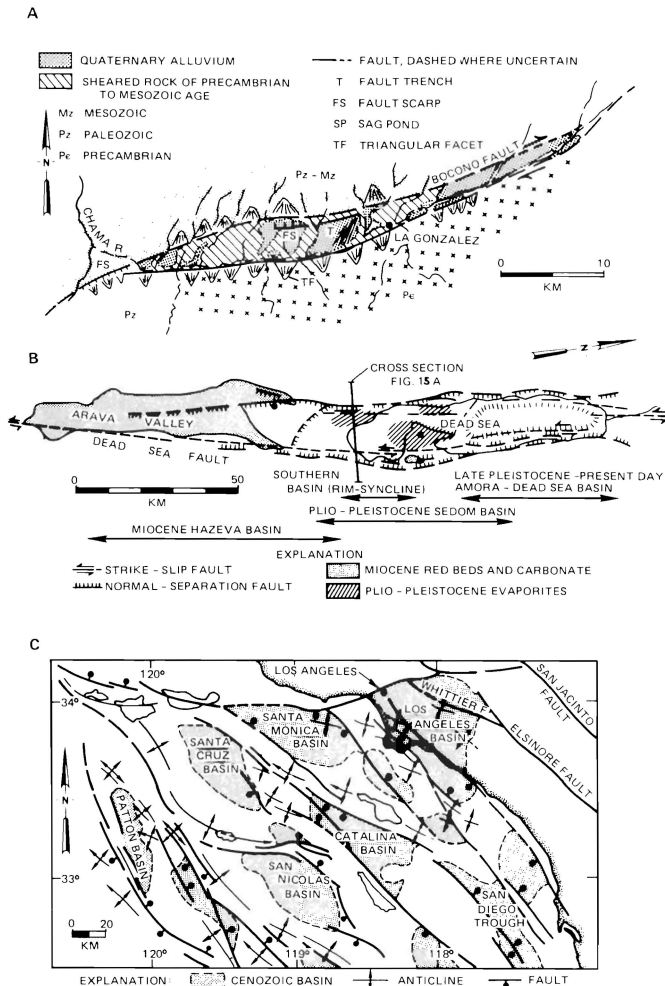 A
QUATERNARY ALLUVIUM
SHEARED ROCK OF PRECAMBRIAN
TO MESOZOIC AGE
Mz MESOZOIC
Pz PALEOZOIC
Pϵ PRECAMBRIAN
FAULT, DASHED WHERE UNCERTAIN
T FAULT TRENCH
FS FAULT SCARP
SP SAG POND
TF TRIANGULAR FACET
N
Pz - Mz
BOCONO FAULT
CHAMA R.
FS
FS
T
LA GONZALEZ
TF
Pz
Pϵ
0 10
KM
B
N
CROSS SECTION
FIG. 15 A
ARAVA
VALLEY
DEAD SEA
DEAD SEA FAULT
0 50
KM
SOUTHERN
BASIN (RIM-SYNCLINE)
LATE PLEISTOCENE-PRESENT DAY
AMORA - DEAD SEA BASIN
PLIO - PLEISTOCENE SEDOM BASIN
MIOCENE HAZEVA BASIN
EXPLANATION
STRIKE - SLIP FAULT
NORMAL - SEPARATION FAULT
MIOCENE RED BEDS AND CARBONATE
PLIO - PLEISTOCENE EVAPORITES
C
120° 119° 118°
LOS ANGELES
34°
WHITTIER F.
SAN JACINTO
FAULT
LOS
ANGELES
BASIN
ELSINORE FAULT
SANTA
MONICA
BASIN
SANTA
CRUZ
BASIN
N
PATTON BASIN
CATALINA
BASIN
33°
SAN
NICOLAS
BASIN
SAN
DIEGO
TROUGH
0 20
KM
120° 119° 118°
EXPLANATION: CENOZOIC BASIN ANTICLINE FAULT